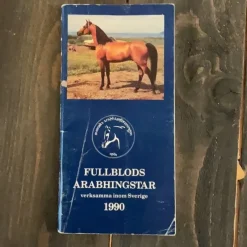 FULLBLODS
ARABHINGSTAR
verksamma inom Sverige
1990